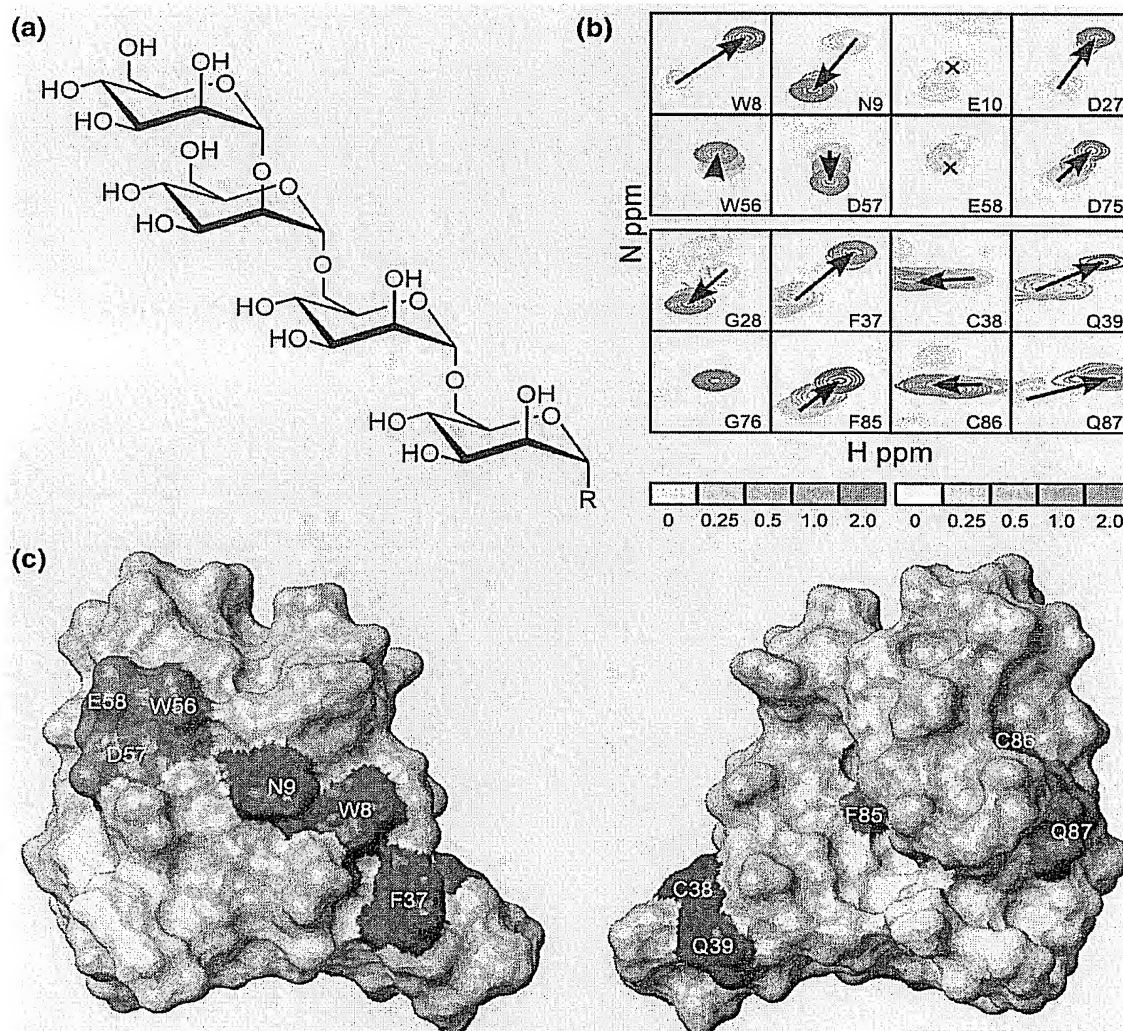 (a)
OH
OH
HO
O
HO
OH
O
HO
O
HO
HO
O
OH
HO
O
HO
O
OH
HO
O
HO
R
(b)
W8 N9 E10 D27
W56 D57 E58 D75
G28 F37 C38 Q39
G76 F85 C86 Q87
N ppm
H ppm
0 0.25 0.5 1.0 2.0 0 0.25 0.5 1.0 2.0
(c)
E58 W56
D57
N9
W8
F37
C86
F85
Q87
C38
Q39